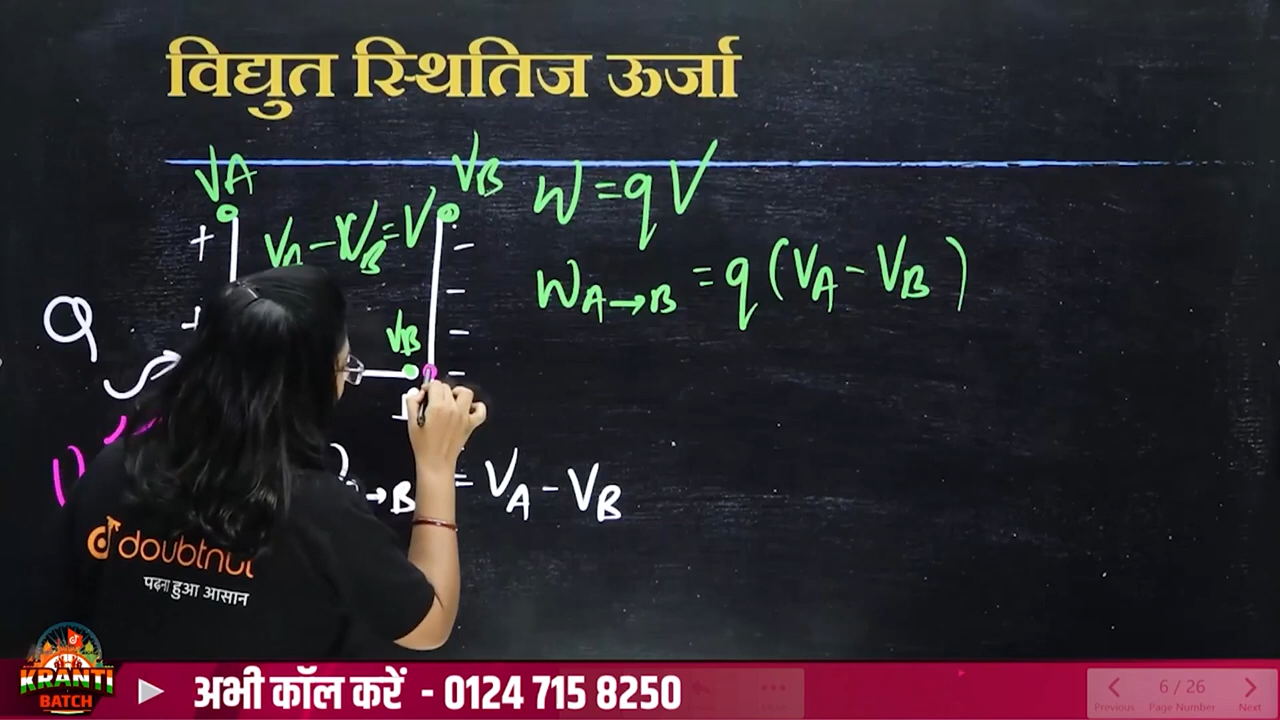 विद्युत स्थितिज ऊर्जा
VA
VB
W = qV
VA - VB = V
WA→B = q(VA - VB)
+
-
-
-
-
Q
VB
→B = VA - VB
doubtnut
पढ़ना हुआ आसान
KRANTI
BATCH
अभी कॉल करें - 0124 715 8250
6 / 26
Previous Page Number Next